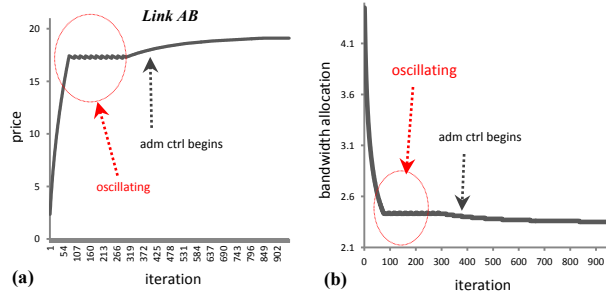 Link AB
price
20
15
10
5
0
oscillating
adm ctrl begins
1
54
107
160
213
266
319
372
425
478
531
584
637
690
743
796
849
902
(a)
iteration
bandwidth allocation
4.1
3.6
3.1
2.6
2.1
oscillating
adm ctrl begins
0 100 200 300 400 500 600 700 800 900
(b)
iteration